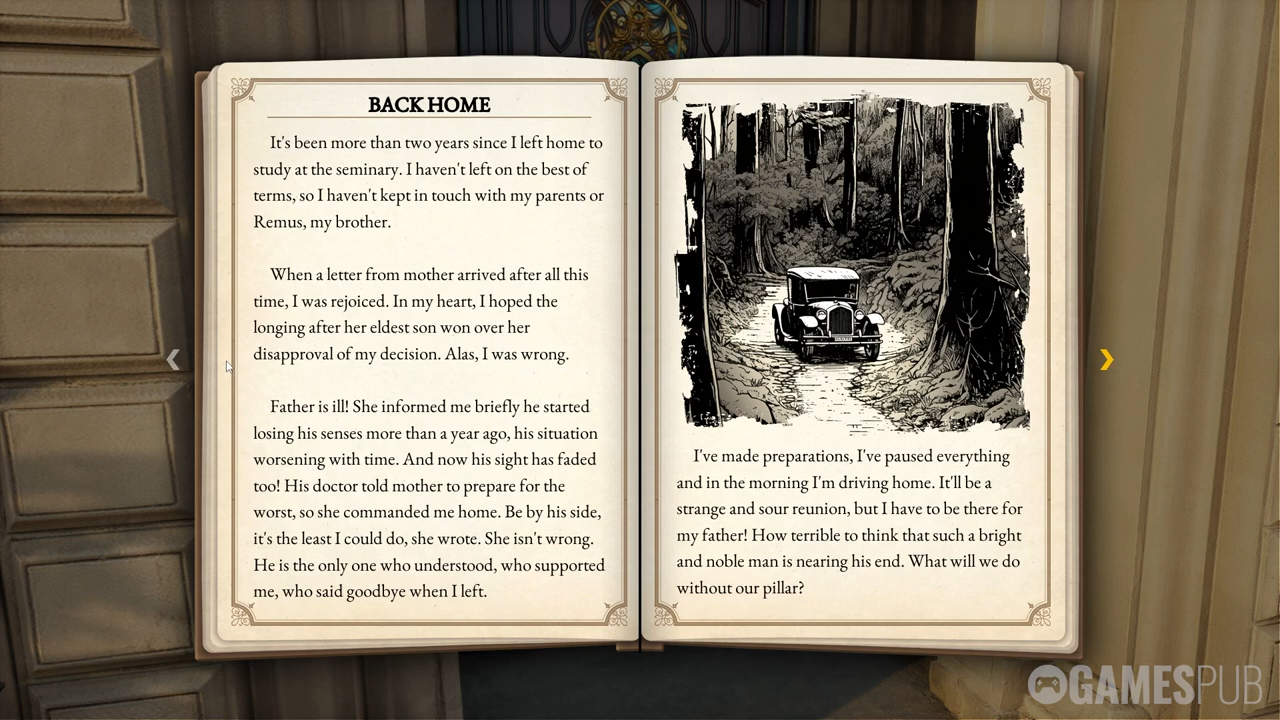 BACK HOME
It's been more than two years since I left home to
study at the seminary. I haven't left on the best of
terms, so I haven't kept in touch with my parents or
Remus, my brother.
When a letter from mother arrived after all this
time, I was rejoiced. In my heart, I hoped the
longing after her eldest son won over her
disapproval of my decision. Alas, I was wrong.
Father is ill! She informed me briefly he started
losing his senses more than a year ago, his situation
worsening with time. And now his sight has faded
too! His doctor told mother to prepare for the
worst, so she commanded me home. Be by his side,
it's the least I could do, she wrote. She isn't wrong.
He is the only one who understood, who supported
me, who said goodbye when I left.
I've made preparations, I've paused everything
and in the morning I'm driving home. It'll be a
strange and sour reunion, but I have to be there for
my father! How terrible to think that such a bright
and noble man is nearing his end. What will we do
without our pillar?
GAMESPUB